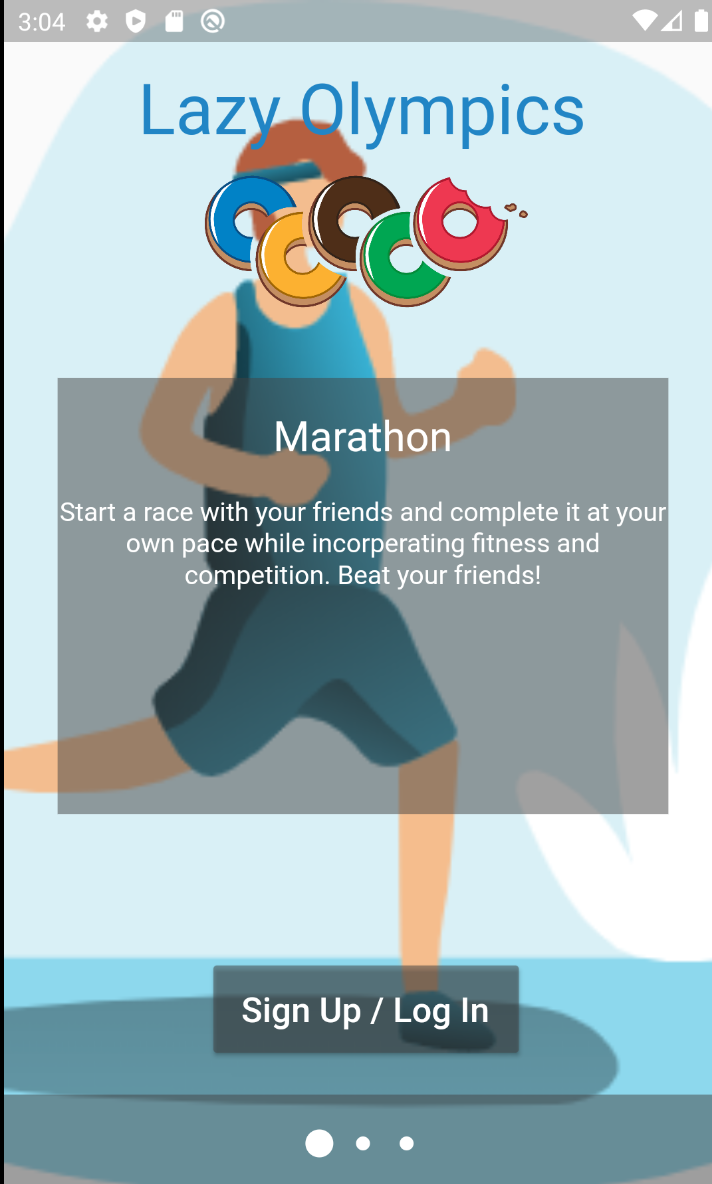 3:04
Lazy Olympics
Marathon
Start a race with your friends and complete it at your
own pace while incorperating fitness and
competition. Beat your friends!
Sign Up / Log In